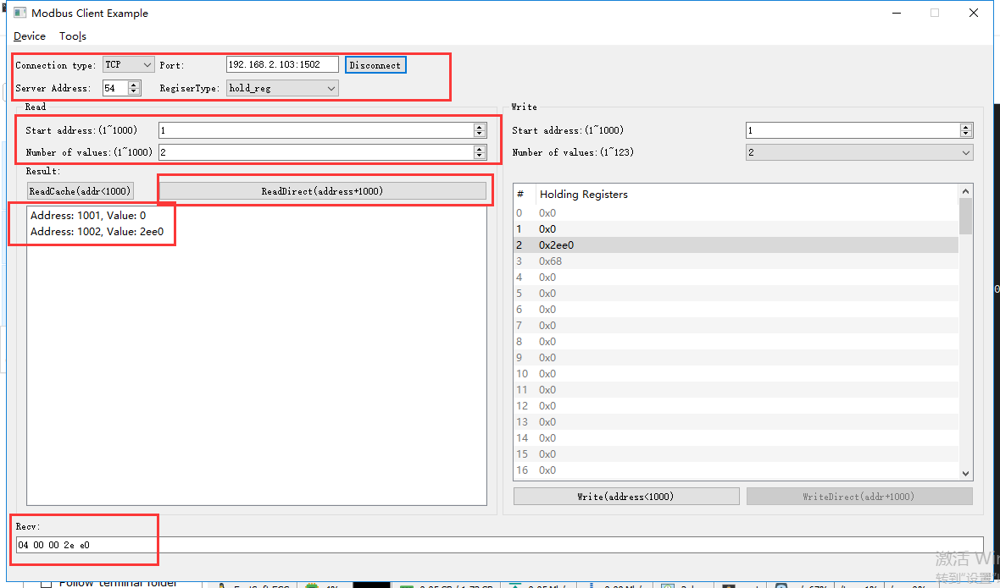 Modbus Client Example
Device Tools
Connection type: TCP Port: 192.168.2.103:1502 Disconnect
Server Address: 54 RegiserType: hold_reg
Read
Start address:(1~1000) 1
Number of values:(1~1000) 2
Result:
ReadCache(addr<1000) ReadDirect(address+1000)
Address: 1001, Value: 0
Address: 1002, Value: 2ee0
Write
Start address:(1~1000) 1
Number of values:(1~123) 2
# Holding Registers
0 0x0
1 0x0
2 0x2ee0
3 0x68
4 0x0
5 0x0
6 0x0
7 0x0
8 0x0
9 0x0
10 0x0
11 0x0
12 0x0
13 0x0
14 0x0
15 0x0
16 0x0
Write(address<1000) WriteDirect(addr+1000)
Recv:
04 00 00 2e e0
激活 Win
转到"设置"
Follow terminal folder